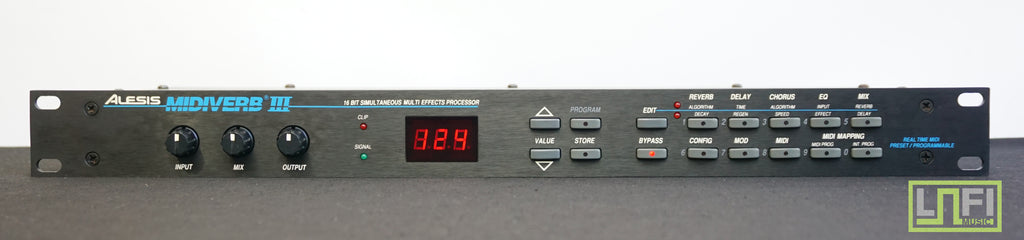 ALESIS MIDIVERB® III
16 BIT SIMULTANEOUS MULTI EFFECTS PROCESSOR
CLIP
SIGNAL
INPUT MIX OUTPUT
124
PROGRAM
VALUE STORE
EDIT
BYPASS
REVERB DELAY CHORUS EQ MIX
ALGORITHM TIME ALGORITHM INPUT REVERB
1 DECAY 2 REGEN 3 SPEED 4 EFFECT 5 DELAY
MIDI MAPPING
6 CONFIG 7 MOD 8 MIDI 9 MIDI PROG 0 INT. PROG
REAL TIME MIDI
PRESET / PROGRAMMABLE
LNFI
MUSIC